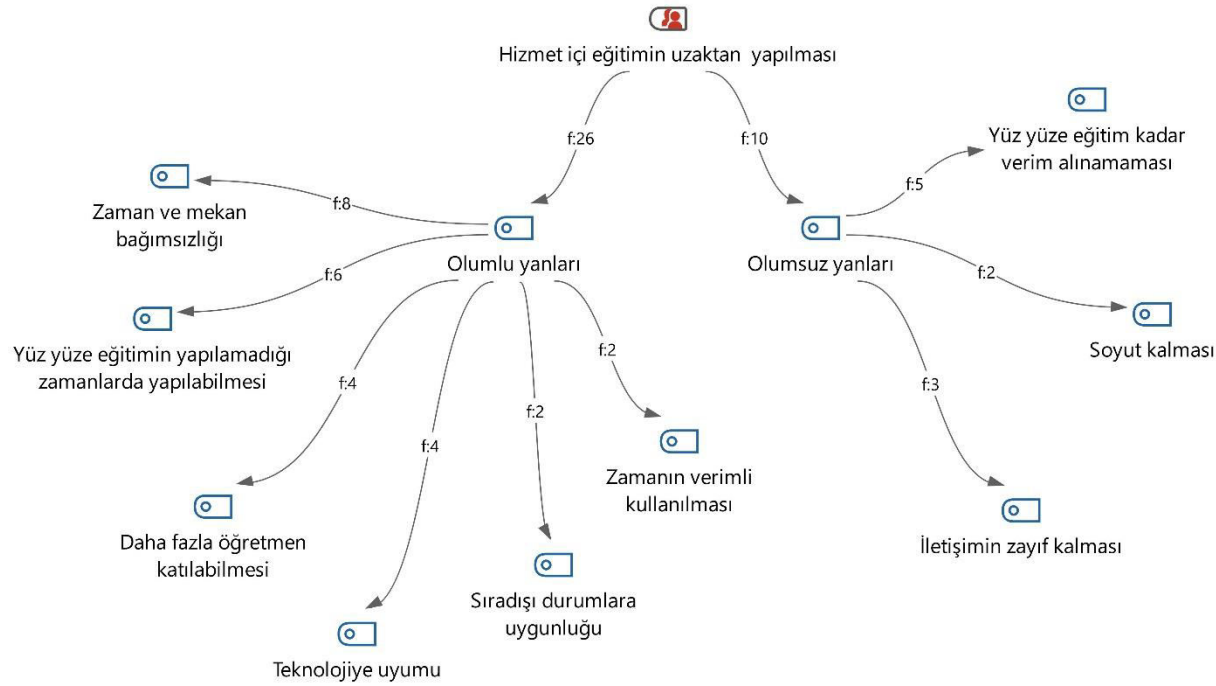 Hizmet içi eğitimin uzaktan yapılması
f:26
f:10
Yüz yüze eğitim kadar
verim alınamaması
f:5
Zaman ve mekan
bağımsızlığı
f:8
Olumlu yanları
Olumsuz yanları
f:6
f:2
Yüz yüze eğitimin yapılamadığı
zamanlarda yapılabilmesi
Soyut kalması
f:4
f:4
f:2
f:2
f:3
Zamanın verimli
kullanılması
Daha fazla öğretmen
katılabilmesi
İletişimin zayıf kalması
Sıradışı durumlara
uygunluğu
Teknolojiye uyumu